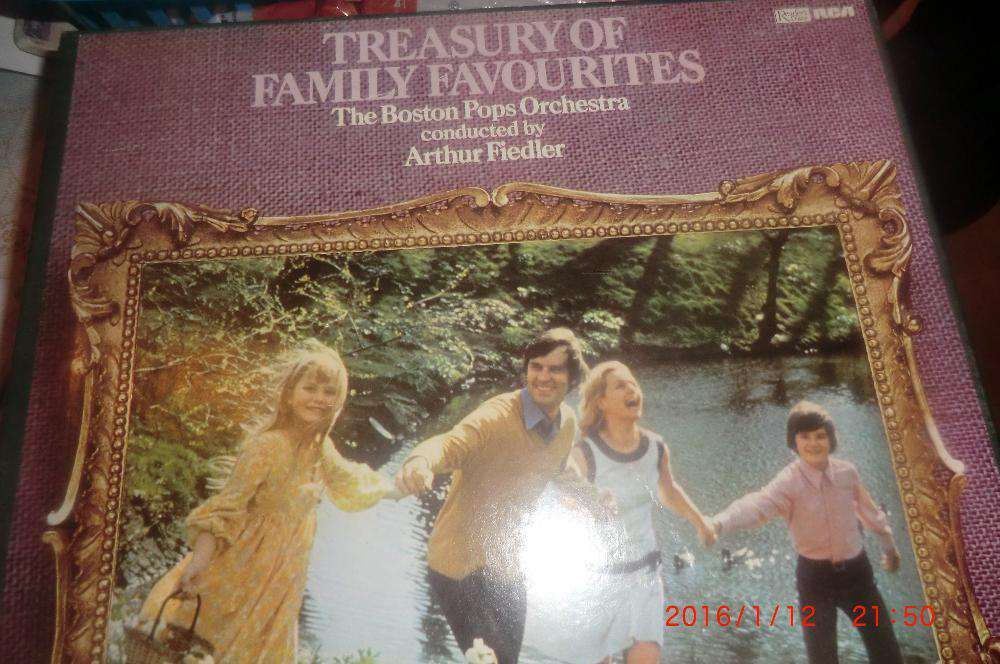 RCA
TREASURY OF
FAMILY FAVOURITES
The Boston Pops Orchestra
conducted by
Arthur Fiedler
2016/1/12 21:50